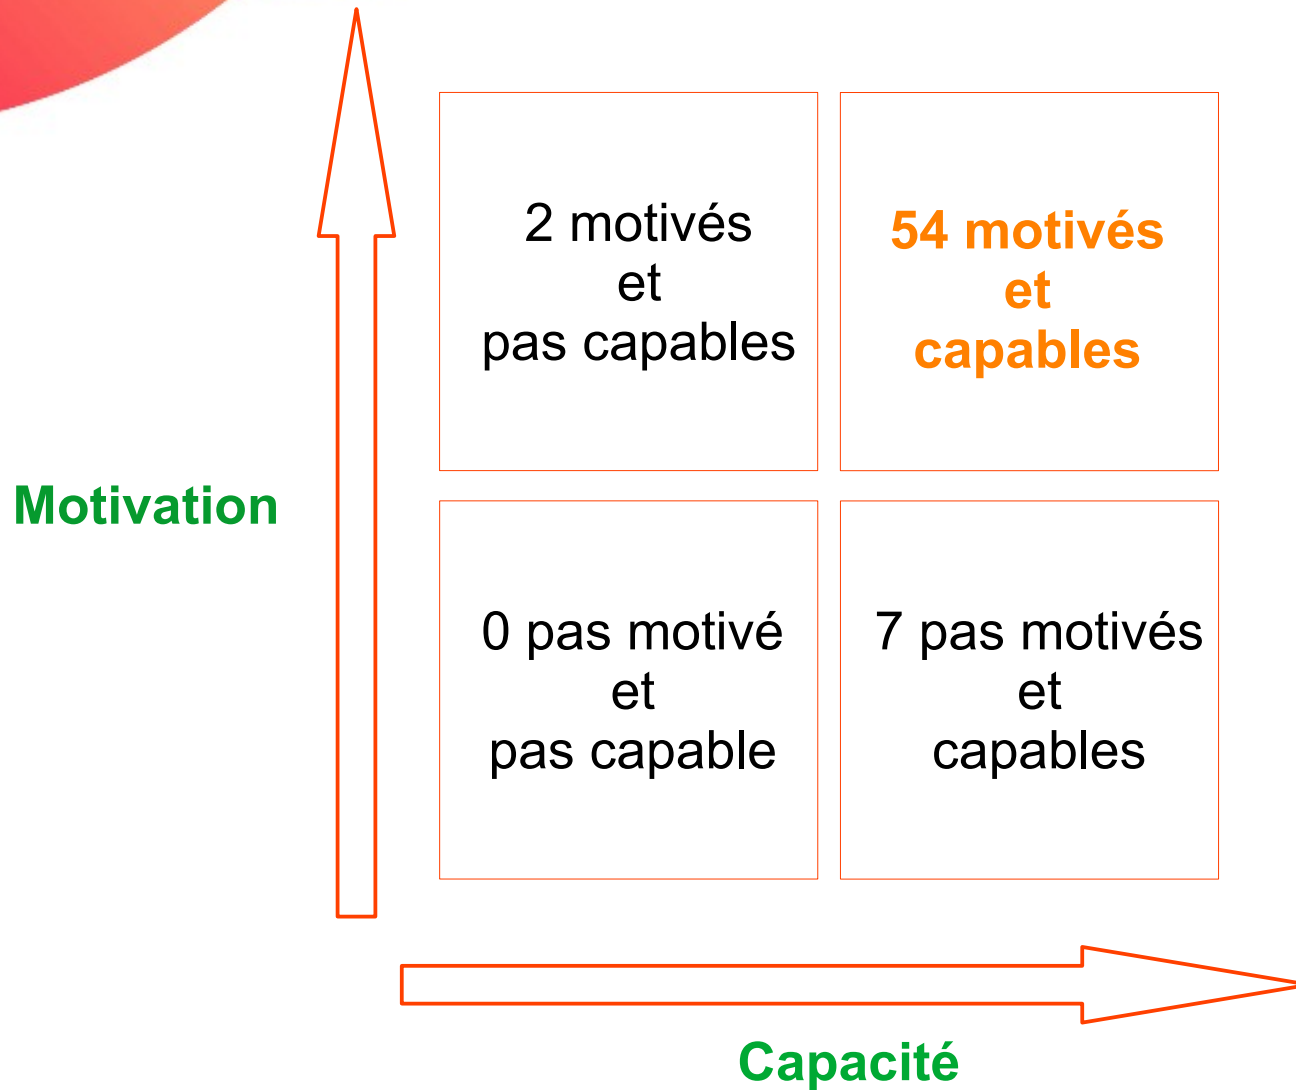 2 motivés
et
pas capables
54 motivés
et
capables
Motivation
0 pas motivé
et
pas capable
7 pas motivés
et
capables
Capacité